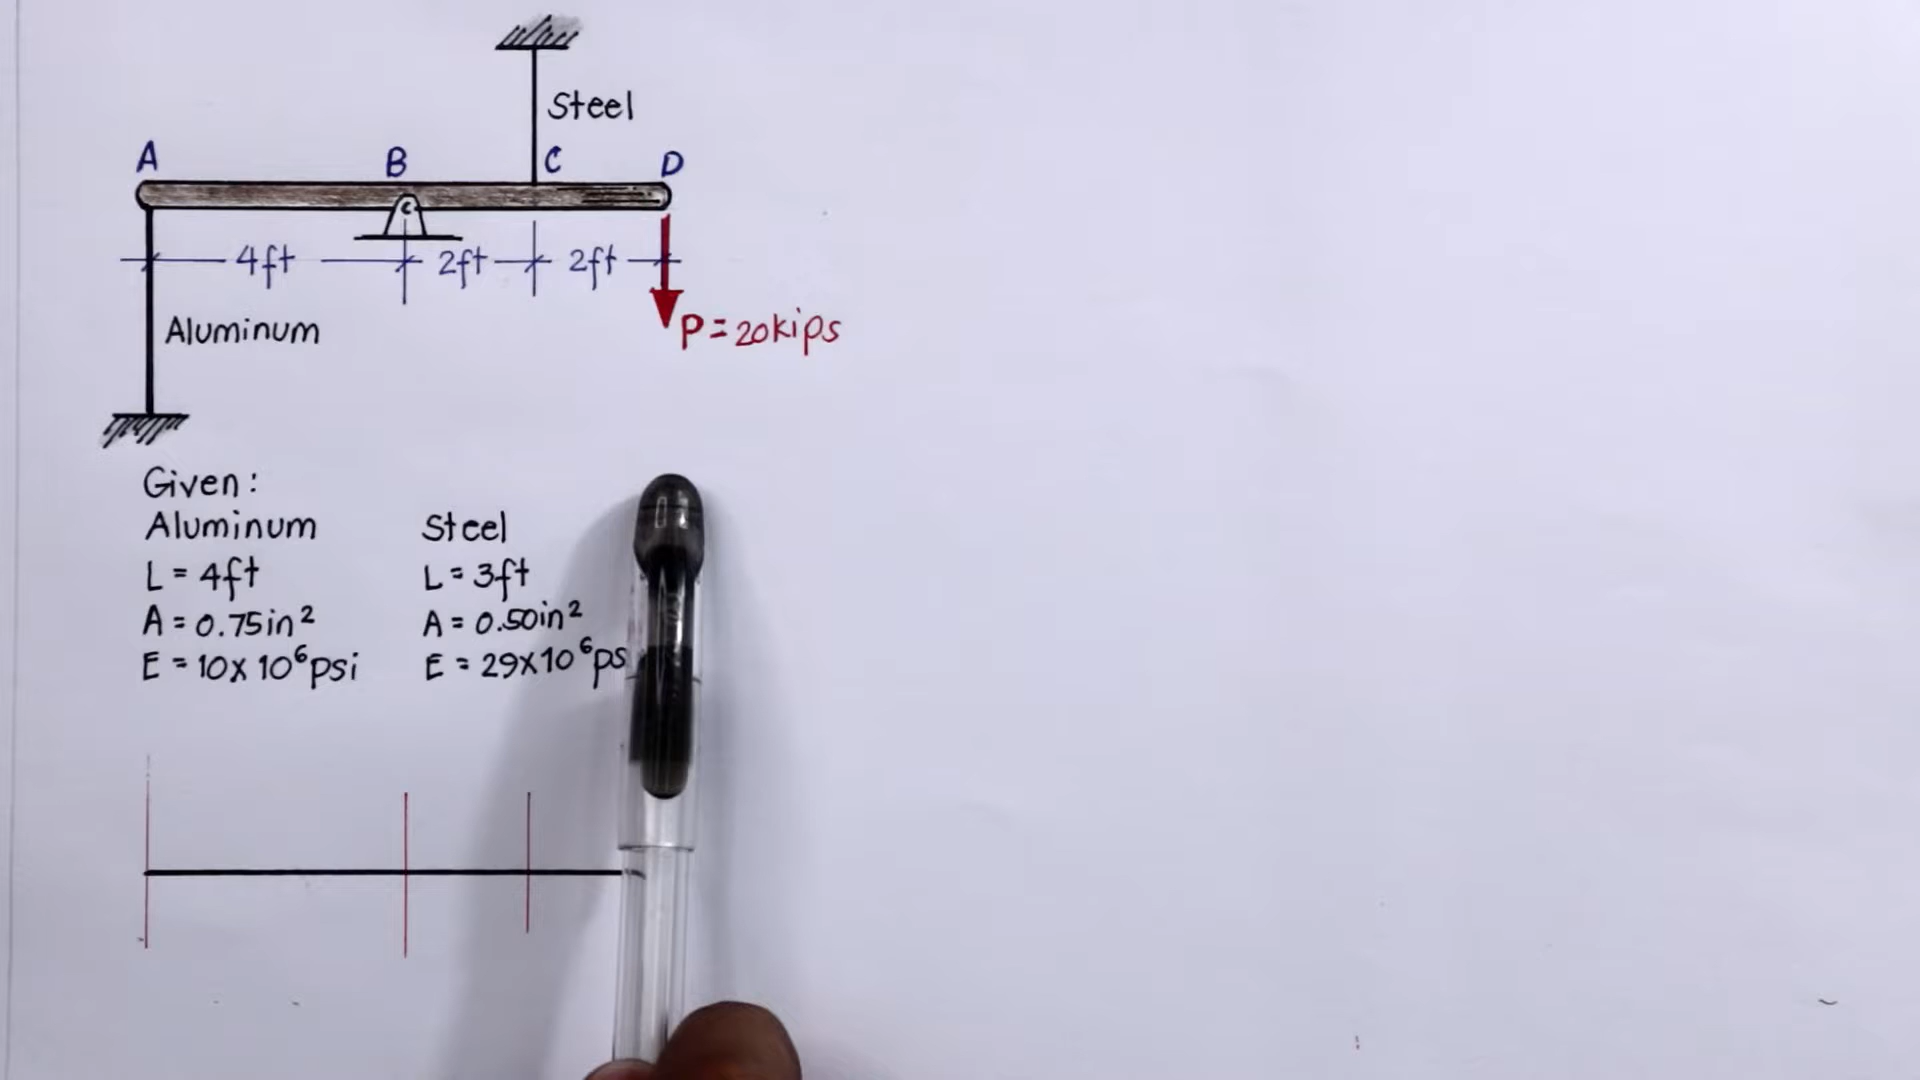 Steel
A B C D
4ft 2ft 2ft
Aluminum
P = 20kips
Given:
Aluminum Steel
L = 4ft L = 3ft
A = 0.75in² A = 0.50in²
E = 10x10⁶psi E = 29x10⁶ps